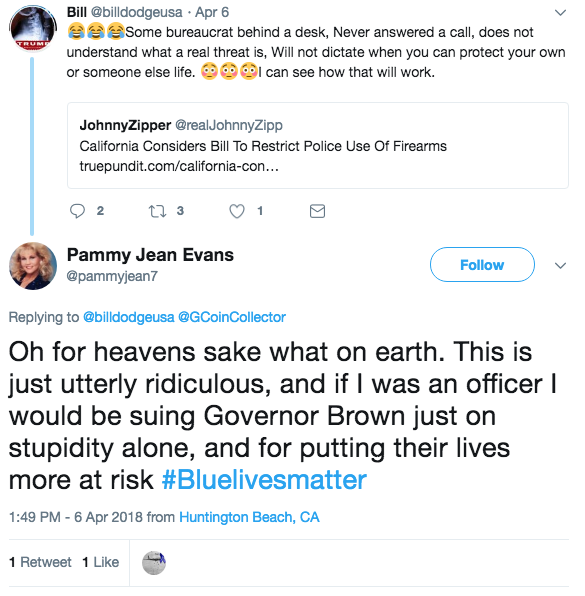 Bill @billdodgeusa · Apr 6
😂😂😂Some bureaucrat behind a desk, Never answered a call, does not
understand what a real threat is, Will not dictate when you can protect your own
or someone else life. 😳😳😳I can see how that will work.
JohnnyZipper @realJohnnyZipp
California Considers Bill To Restrict Police Use Of Firearms
truepundit.com/california-con…
2 3 1
Pammy Jean Evans
@pammyjean7
Follow
Replying to @billdodgeusa @GCoinCollector
Oh for heavens sake what on earth. This is
just utterly ridiculous, and if I was an officer I
would be suing Governor Brown just on
stupidity alone, and for putting their lives
more at risk #Bluelivesmatter
1:49 PM - 6 Apr 2018 from Huntington Beach, CA
1 Retweet 1 Like
TRUMP